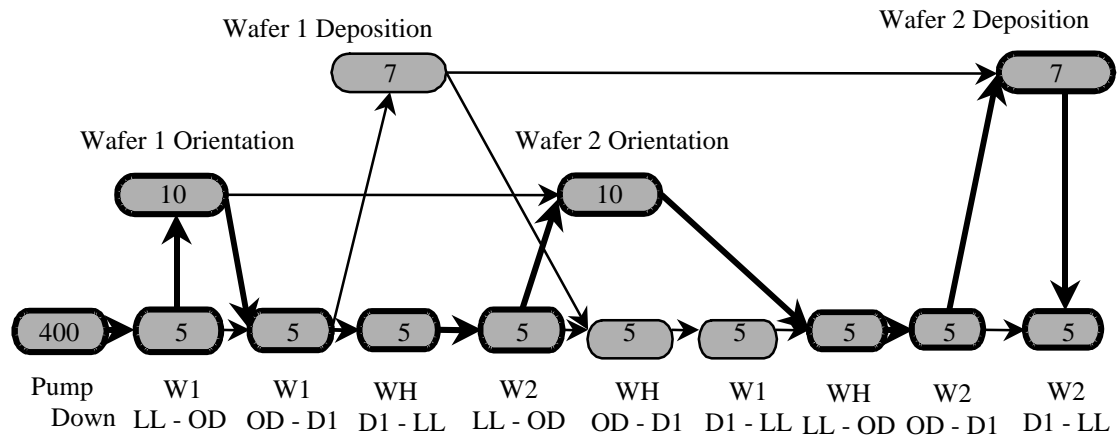 Wafer 1 Deposition
Wafer 2 Deposition
7
7
Wafer 1 Orientation
Wafer 2 Orientation
10
10
400
5
5
5
5
5
5
5
5
5
Pump
Down
W1
LL - OD
W1
OD - D1
WH
D1 - LL
W2
LL - OD
WH
OD - D1
W1
D1 - LL
WH
LL - OD
W2
OD - D1
W2
D1 - LL